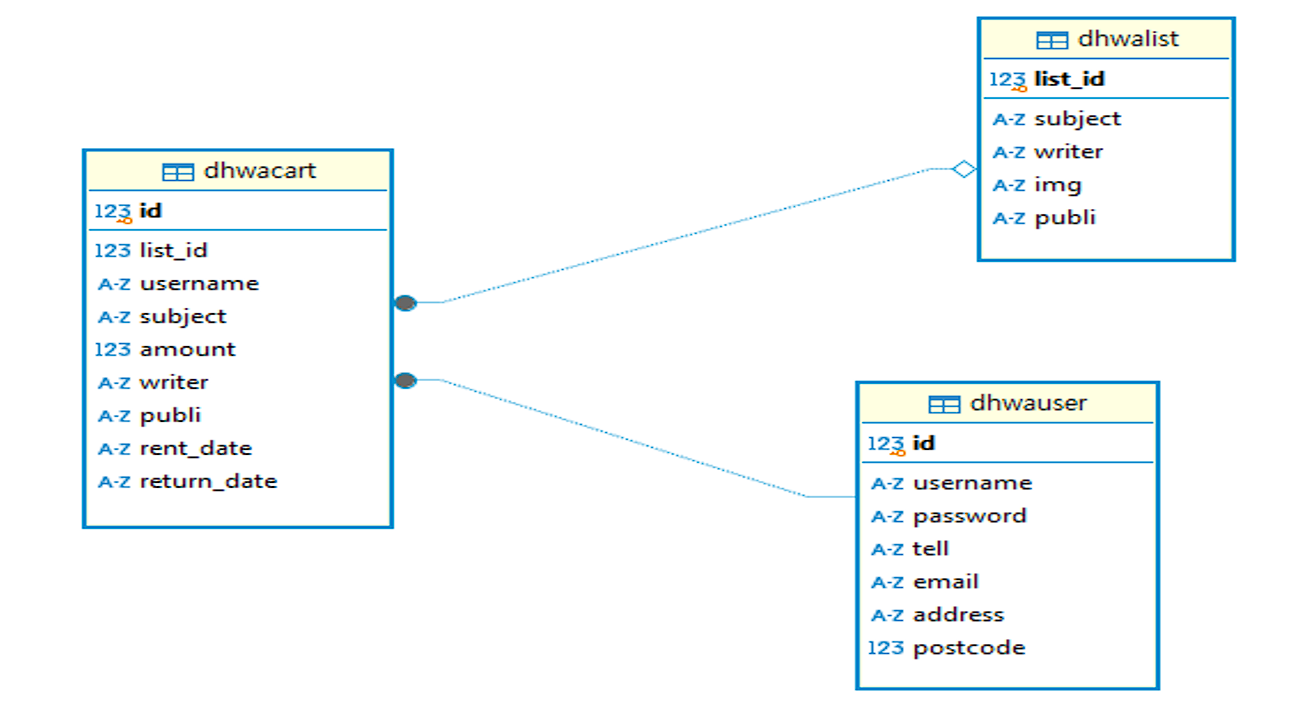 dhwacart
123 id
123 list_id
A-Z username
A-Z subject
123 amount
A-Z writer
A-Z publi
A-Z rent_date
A-Z return_date
dhwalist
123 list_id
A-Z subject
A-Z writer
A-Z img
A-Z publi
dhwauser
123 id
A-Z username
A-Z password
A-Z tell
A-Z email
A-Z address
123 postcode